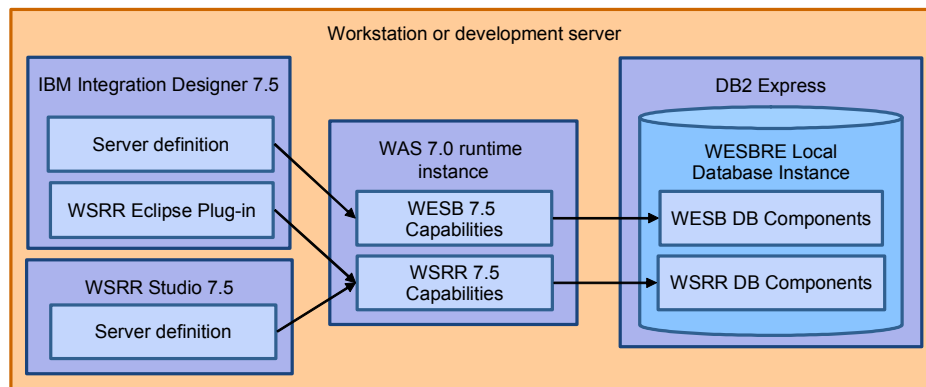 Workstation or development server
IBM Integration Designer 7.5
Server definition
WSRR Eclipse Plug-in
WSRR Studio 7.5
Server definition
WAS 7.0 runtime
instance
WESB 7.5
Capabilities
WSRR 7.5
Capabilities
DB2 Express
WESBRE Local
Database Instance
WESB DB Components
WSRR DB Components